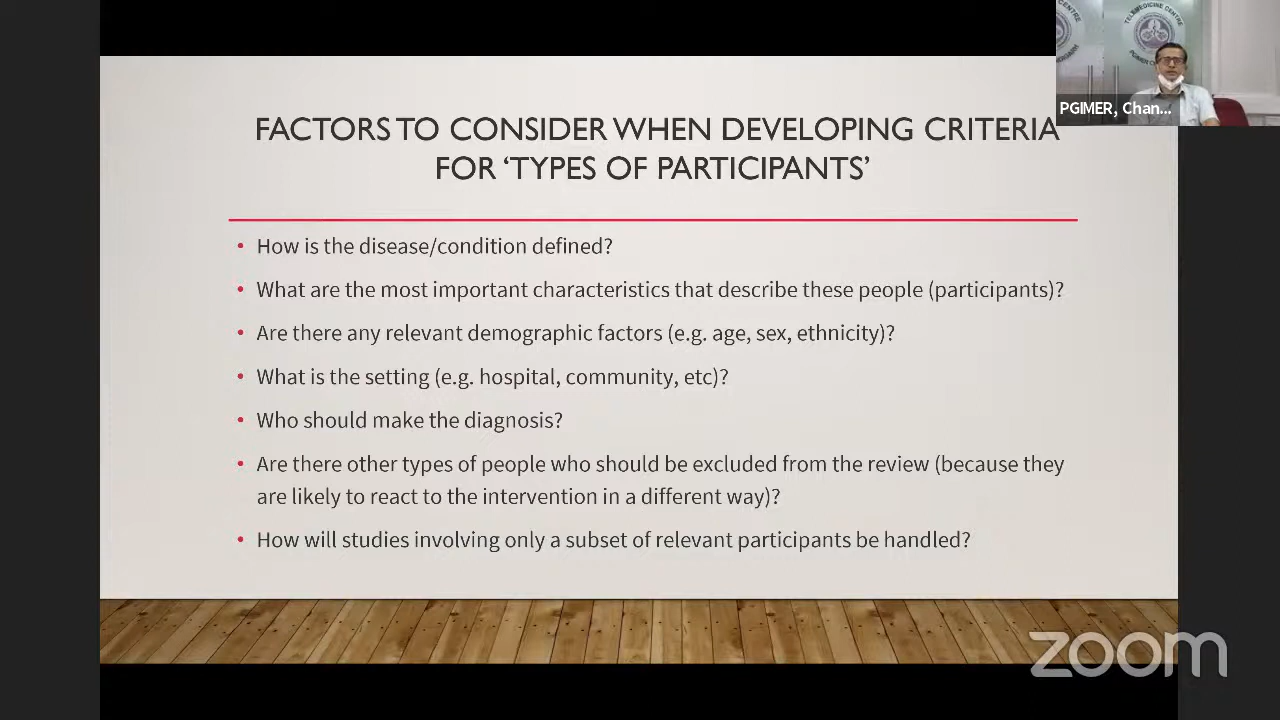 FACTORS TO CONSIDER WHEN DEVELOPING CRITERIA
FOR ‘TYPES OF PARTICIPANTS’
• How is the disease/condition defined?
• What are the most important characteristics that describe these people (participants)?
• Are there any relevant demographic factors (e.g. age, sex, ethnicity)?
• What is the setting (e.g. hospital, community, etc)?
• Who should make the diagnosis?
• Are there other types of people who should be excluded from the review (because they
are likely to react to the intervention in a different way)?
• How will studies involving only a subset of relevant participants be handled?
TELEMEDICINE CENTRE
PGIMER, Chan...
zoom